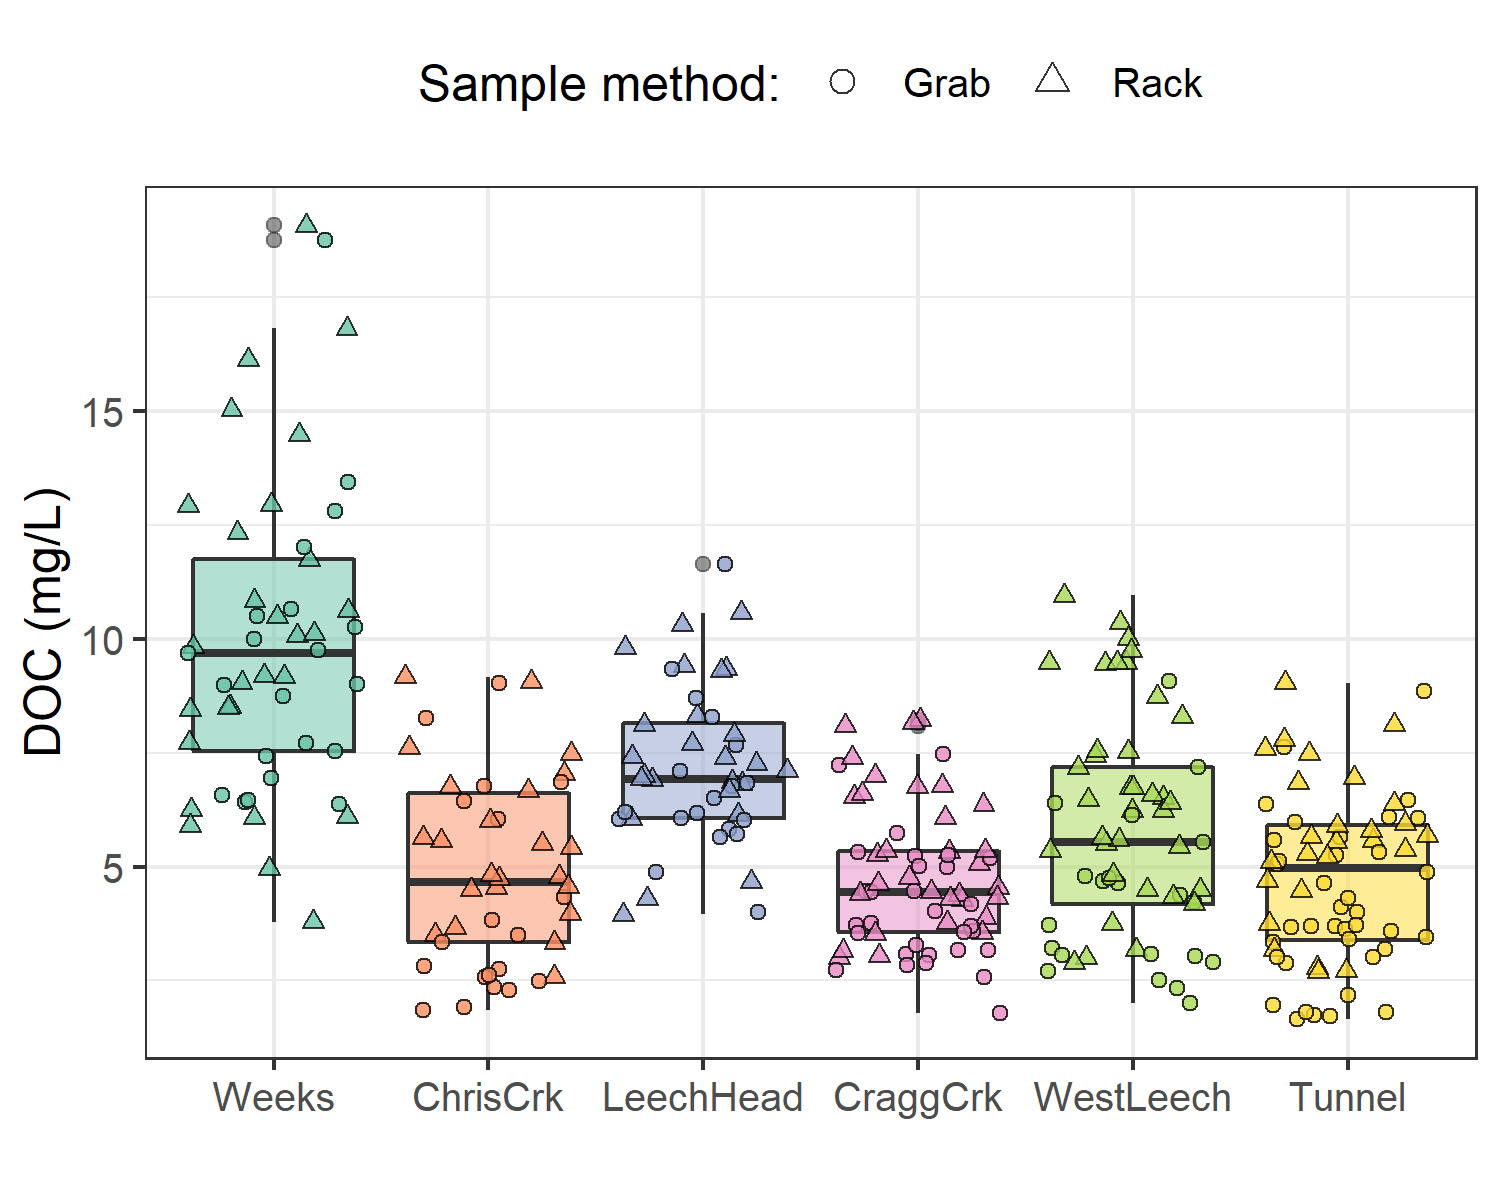 Sample method: Grab Rack
DOC (mg/L)
15
10
5
Weeks ChrisCrk LeechHead CraggCrk WestLeech Tunnel